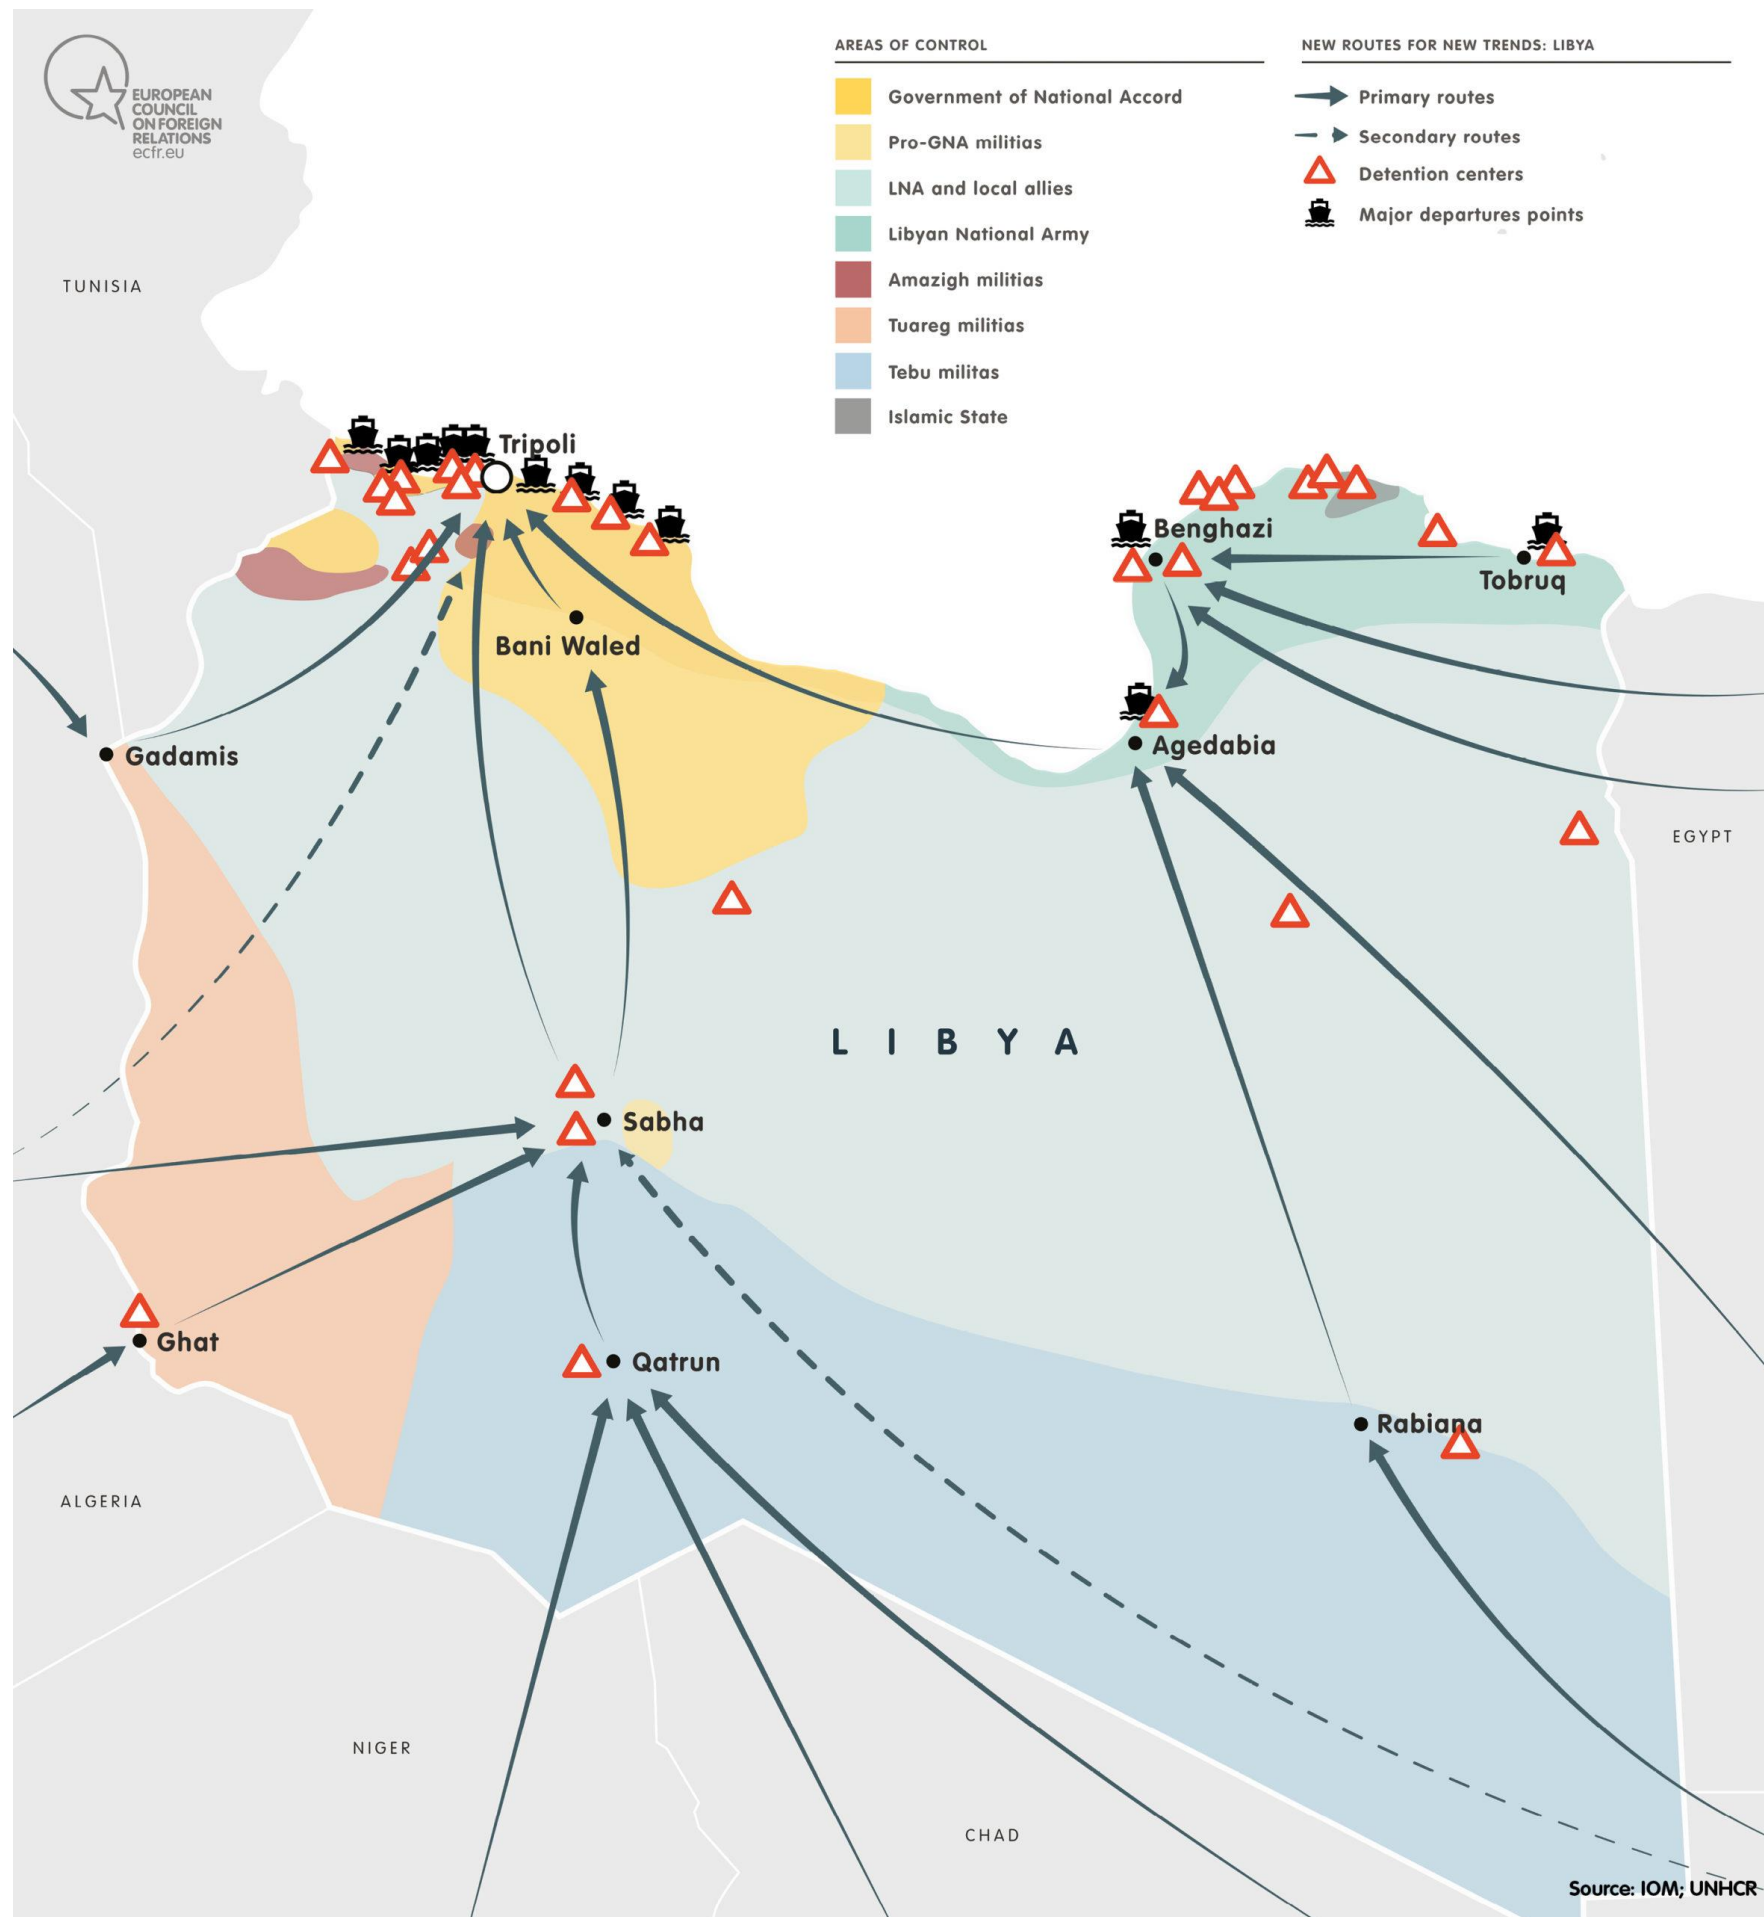 EUROPEAN
COUNCIL
ON FOREIGN
RELATIONS
ecfr.eu
AREAS OF CONTROL
Government of National Accord
Pro-GNA militias
LNA and local allies
Libyan National Army
Amazigh militias
Tuareg militias
Tebu militas
Islamic State
NEW ROUTES FOR NEW TRENDS: LIBYA
Primary routes
Secondary routes
Detention centers
Major departures points
TUNISIA
Tripoli
Benghazi
Tobruq
Bani Waled
Gadamis
Agedabia
EGYPT
LIBYA
Sabha
Ghat
Qatrun
Rabiana
ALGERIA
NIGER
CHAD
Source: IOM; UNHCR